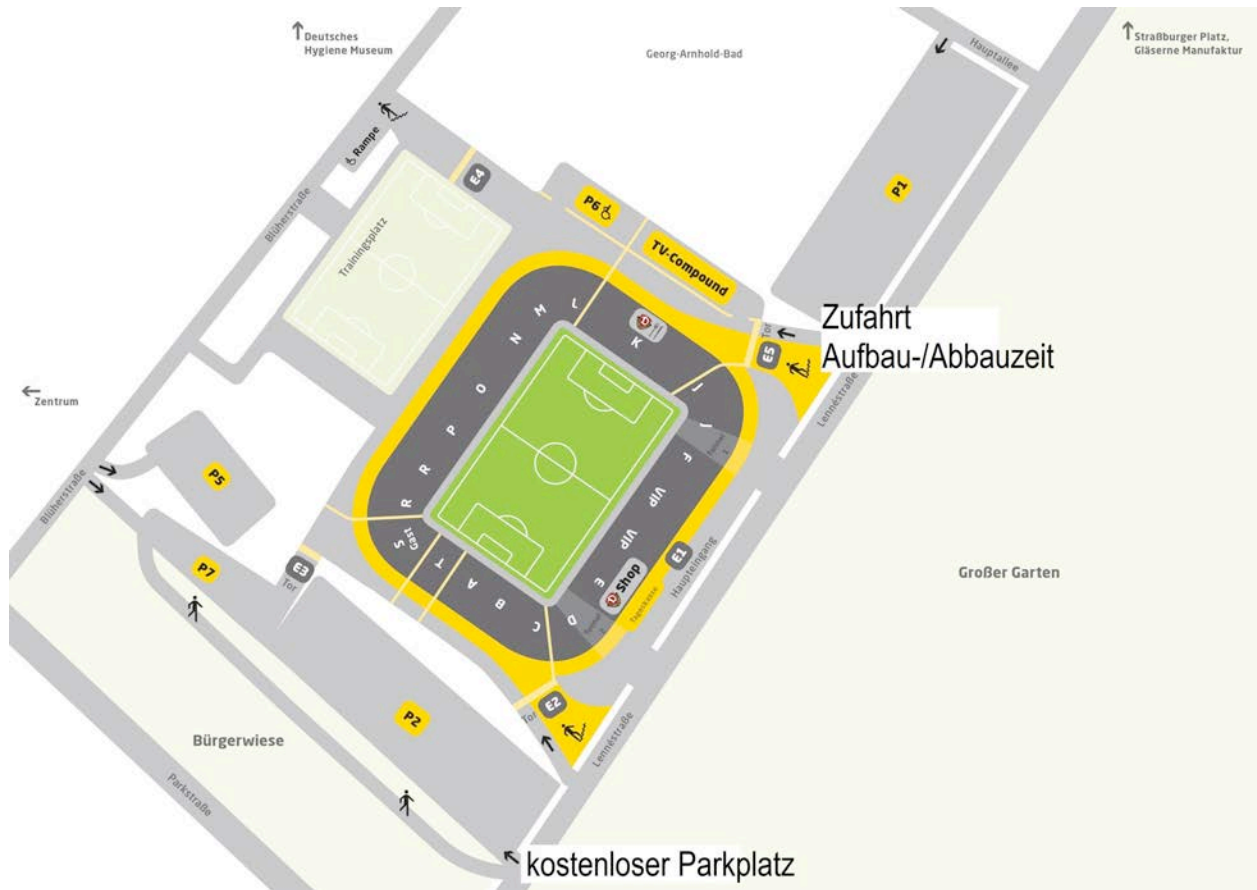 Deutsches
Hygiene Museum
Georg-Arnhold-Bad
Hauptallee
Straßburger Platz,
Gläserne Manufaktur
Rampe
E4
P6
P1
Blüherstraße
Trainingsplatz
TV-Compound
Tor
E5
Zufahrt
Aufbau-/Abbauzeit
Lennéstraße
Zentrum
L
M
N
O
P
R
R
S
Gast
T
A
B
C
D
E
VIP
VIP
F
J
I
K
Shop
Tageskasse
E1
Haupteingang
Großer Garten
P5
Blüherstraße
P7
E3
Tor
P2
Tor
E2
Lennéstraße
Bürgerwiese
Parkstraße
kostenloser Parkplatz